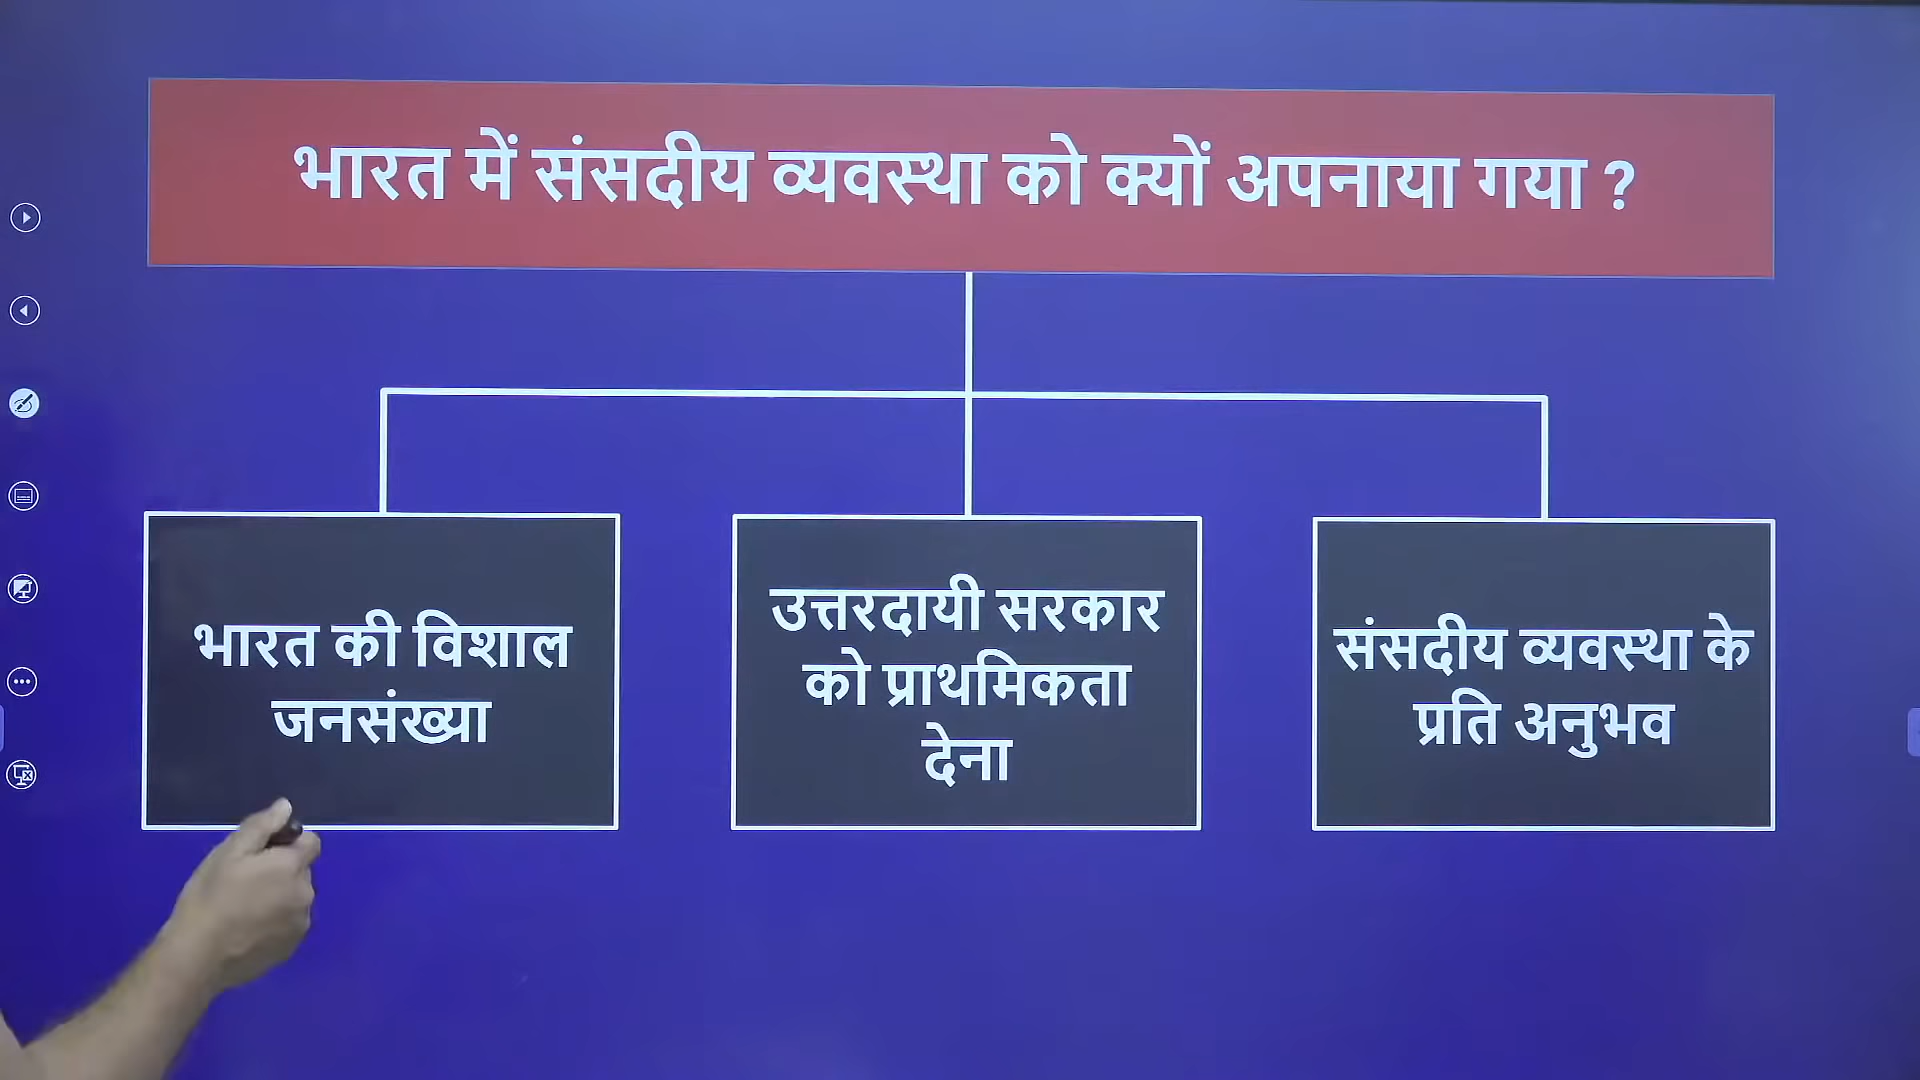 भारत में संसदीय व्यवस्था को क्यों अपनाया गया ?
भारत की विशाल
जनसंख्या
उत्तरदायी सरकार
को प्राथमिकता
देना
संसदीय व्यवस्था के
प्रति अनुभव